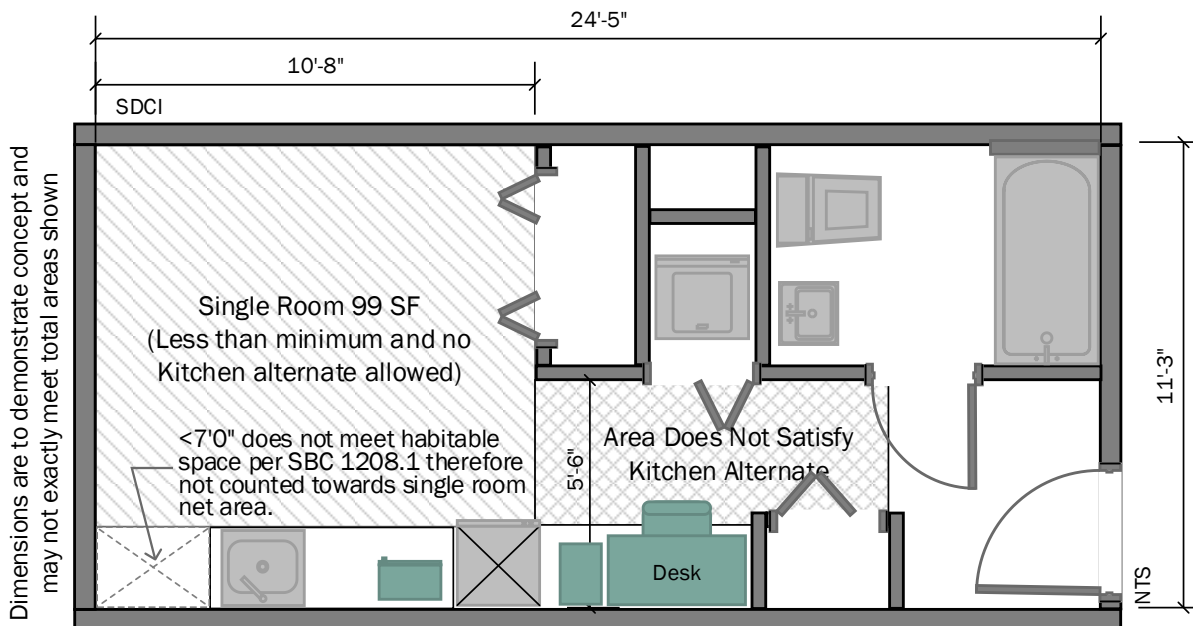 24'-5"
10'-8"
SDCI
Dimensions are to demonstrate concept and
may not exactly meet total areas shown
Single Room 99 SF
(Less than minimum and no
Kitchen alternate allowed)
<7'0" does not meet habitable
space per SBC 1208.1 therefore
not counted towards single room
net area.
Area Does Not Satisfy
Kitchen Alternate
5'-6"
Desk
11'-3"
NTS